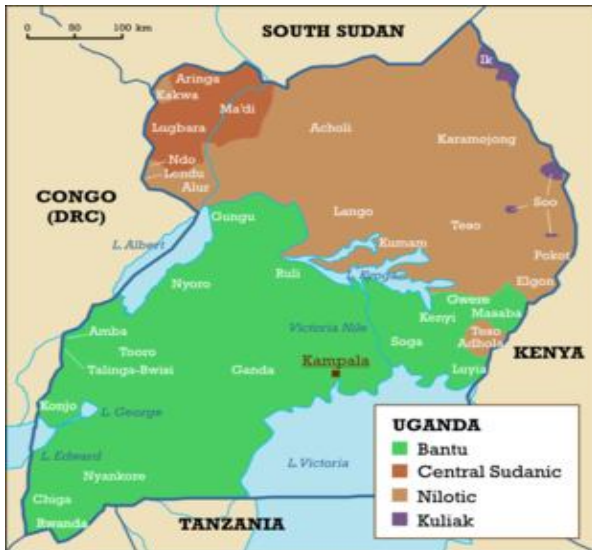 0 50 100 km
SOUTH SUDAN
Ik
Aringa
Kakwa
Ma'di
Lugbara
Acholi
Karamojong
Ndo
Lendu
Alur
CONGO
(DRC)
Soo
Gungu
Lango
Teso
Kumam
L. Albert
Pokot
Ruli
L. Kyoga
Elgon
Nyoro
Gwere
Kenyi
Masaba
Victoria Nile
Amba
Teso
Soga
Adhola
Tooro
KENYA
Talinga-Bwisi
Ganda
Kampala
Luyia
Konjo
L. George
UGANDA
Bantu
L. Edward
L. Victoria
Central Sudanic
Nyankore
Nilotic
Chiga
Kuliak
Rwanda
TANZANIA